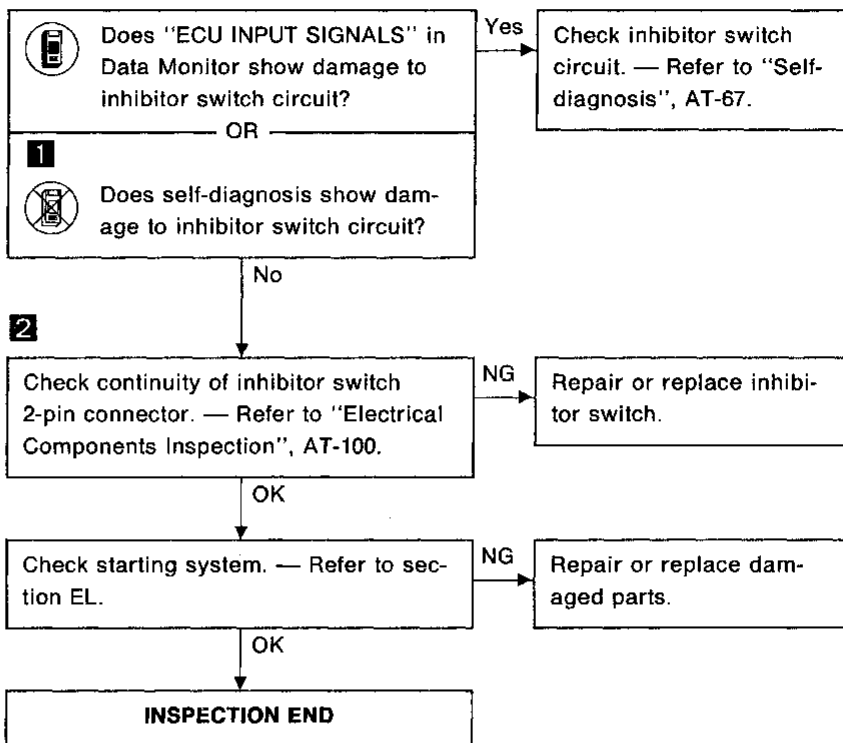 Does "ECU INPUT SIGNALS" in
Data Monitor show damage to
inhibitor switch circuit?
Yes
Check inhibitor switch
circuit. — Refer to "Self-
diagnosis", AT-67.
OR
1
Does self-diagnosis show dam-
age to inhibitor switch circuit?
No
2
Check continuity of inhibitor switch
2-pin connector. — Refer to "Electrical
Components Inspection", AT-100.
NG
Repair or replace inhibi-
tor switch.
OK
Check starting system. — Refer to sec-
tion EL.
NG
Repair or replace dam-
aged parts.
OK
INSPECTION END